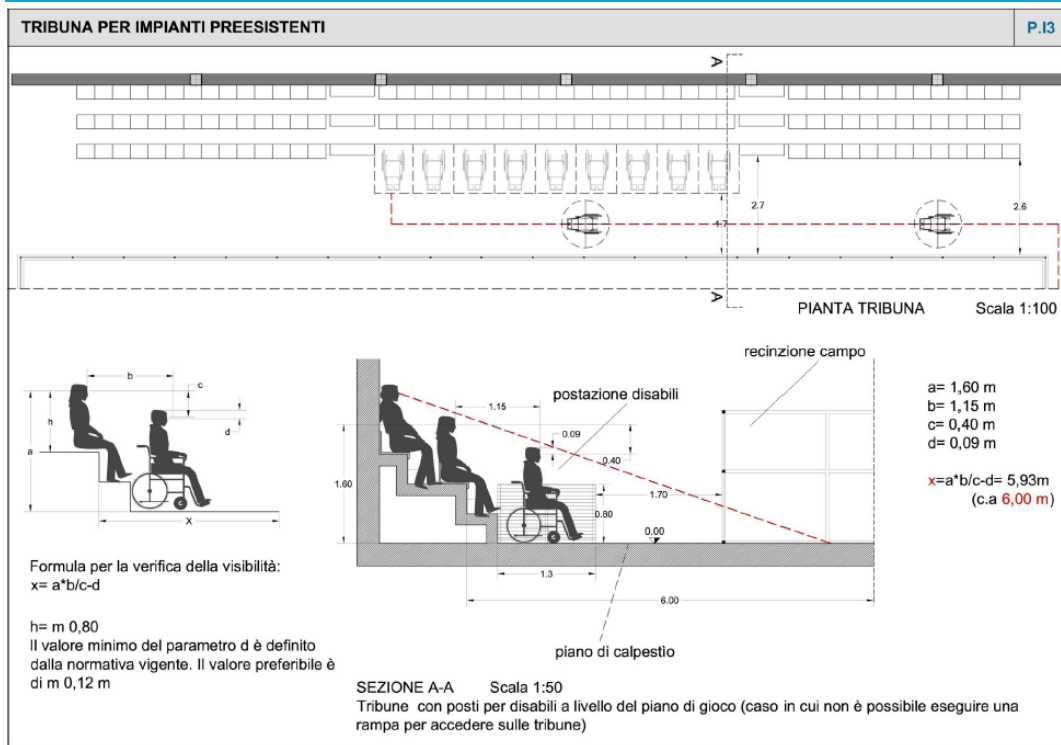 TRIBUNA PER IMPIANTI PREESISTENTI
P.I3
A
2.7
2.6
1.7
A
PIANTA TRIBUNA Scala 1:100
b
c
h
a
d
X
Formula per la verifica della visibilità:
x= a*b/c-d
h= m 0,80
Il valore minimo del parametro d è definito
dalla normativa vigente. Il valore preferibile è
di m 0,12 m
recinzione campo
postazione disabili
1.15
0.09
0.40
1.60
1.70
0.80
0.00
1.3
6.00
piano di calpestìo
a= 1,60 m
b= 1,15 m
c= 0,40 m
d= 0,09 m
x=a*b/c-d= 5,93m
(c.a 6,00 m)
SEZIONE A-A Scala 1:50
Tribune con posti per disabili a livello del piano di gioco (caso in cui non è possibile eseguire una
rampa per accedere sulle tribune)